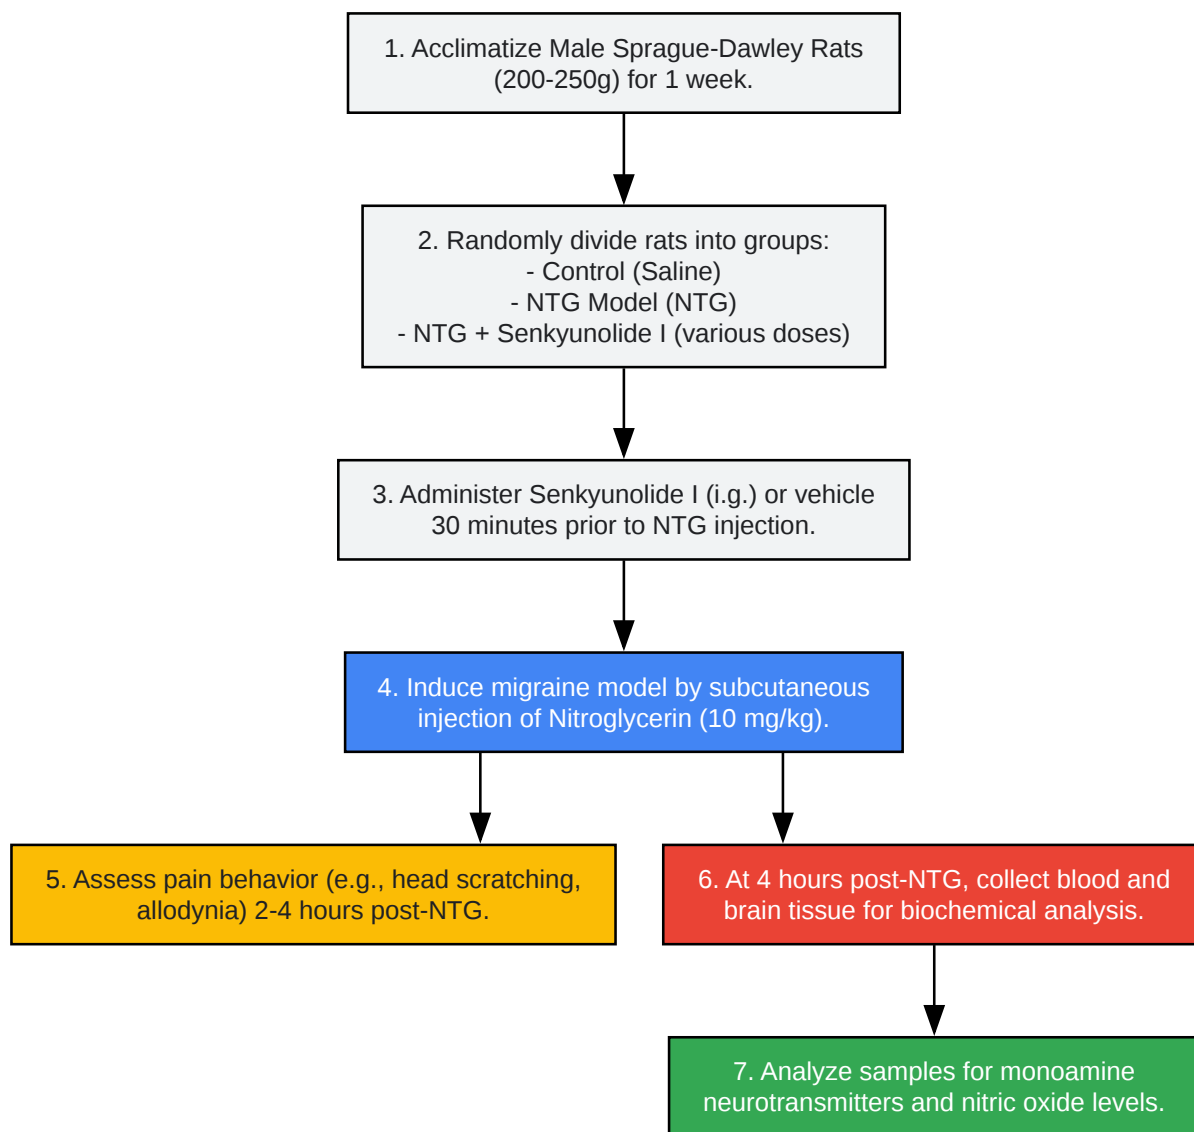 1. Acclimatize Male Sprague-Dawley Rats
(200-250g) for 1 week.
2. Randomly divide rats into groups:
- Control (Saline)
- NTG Model (NTG)
- NTG + Senkyunolide I (various doses)
3. Administer Senkyunolide I (i.g.) or vehicle
30 minutes prior to NTG injection.
4. Induce migraine model by subcutaneous
injection of Nitroglycerin (10 mg/kg).
5. Assess pain behavior (e.g., head scratching,
allodynia) 2-4 hours post-NTG.
6. At 4 hours post-NTG, collect blood and
brain tissue for biochemical analysis.
7. Analyze samples for monoamine
neurotransmitters and nitric oxide levels.